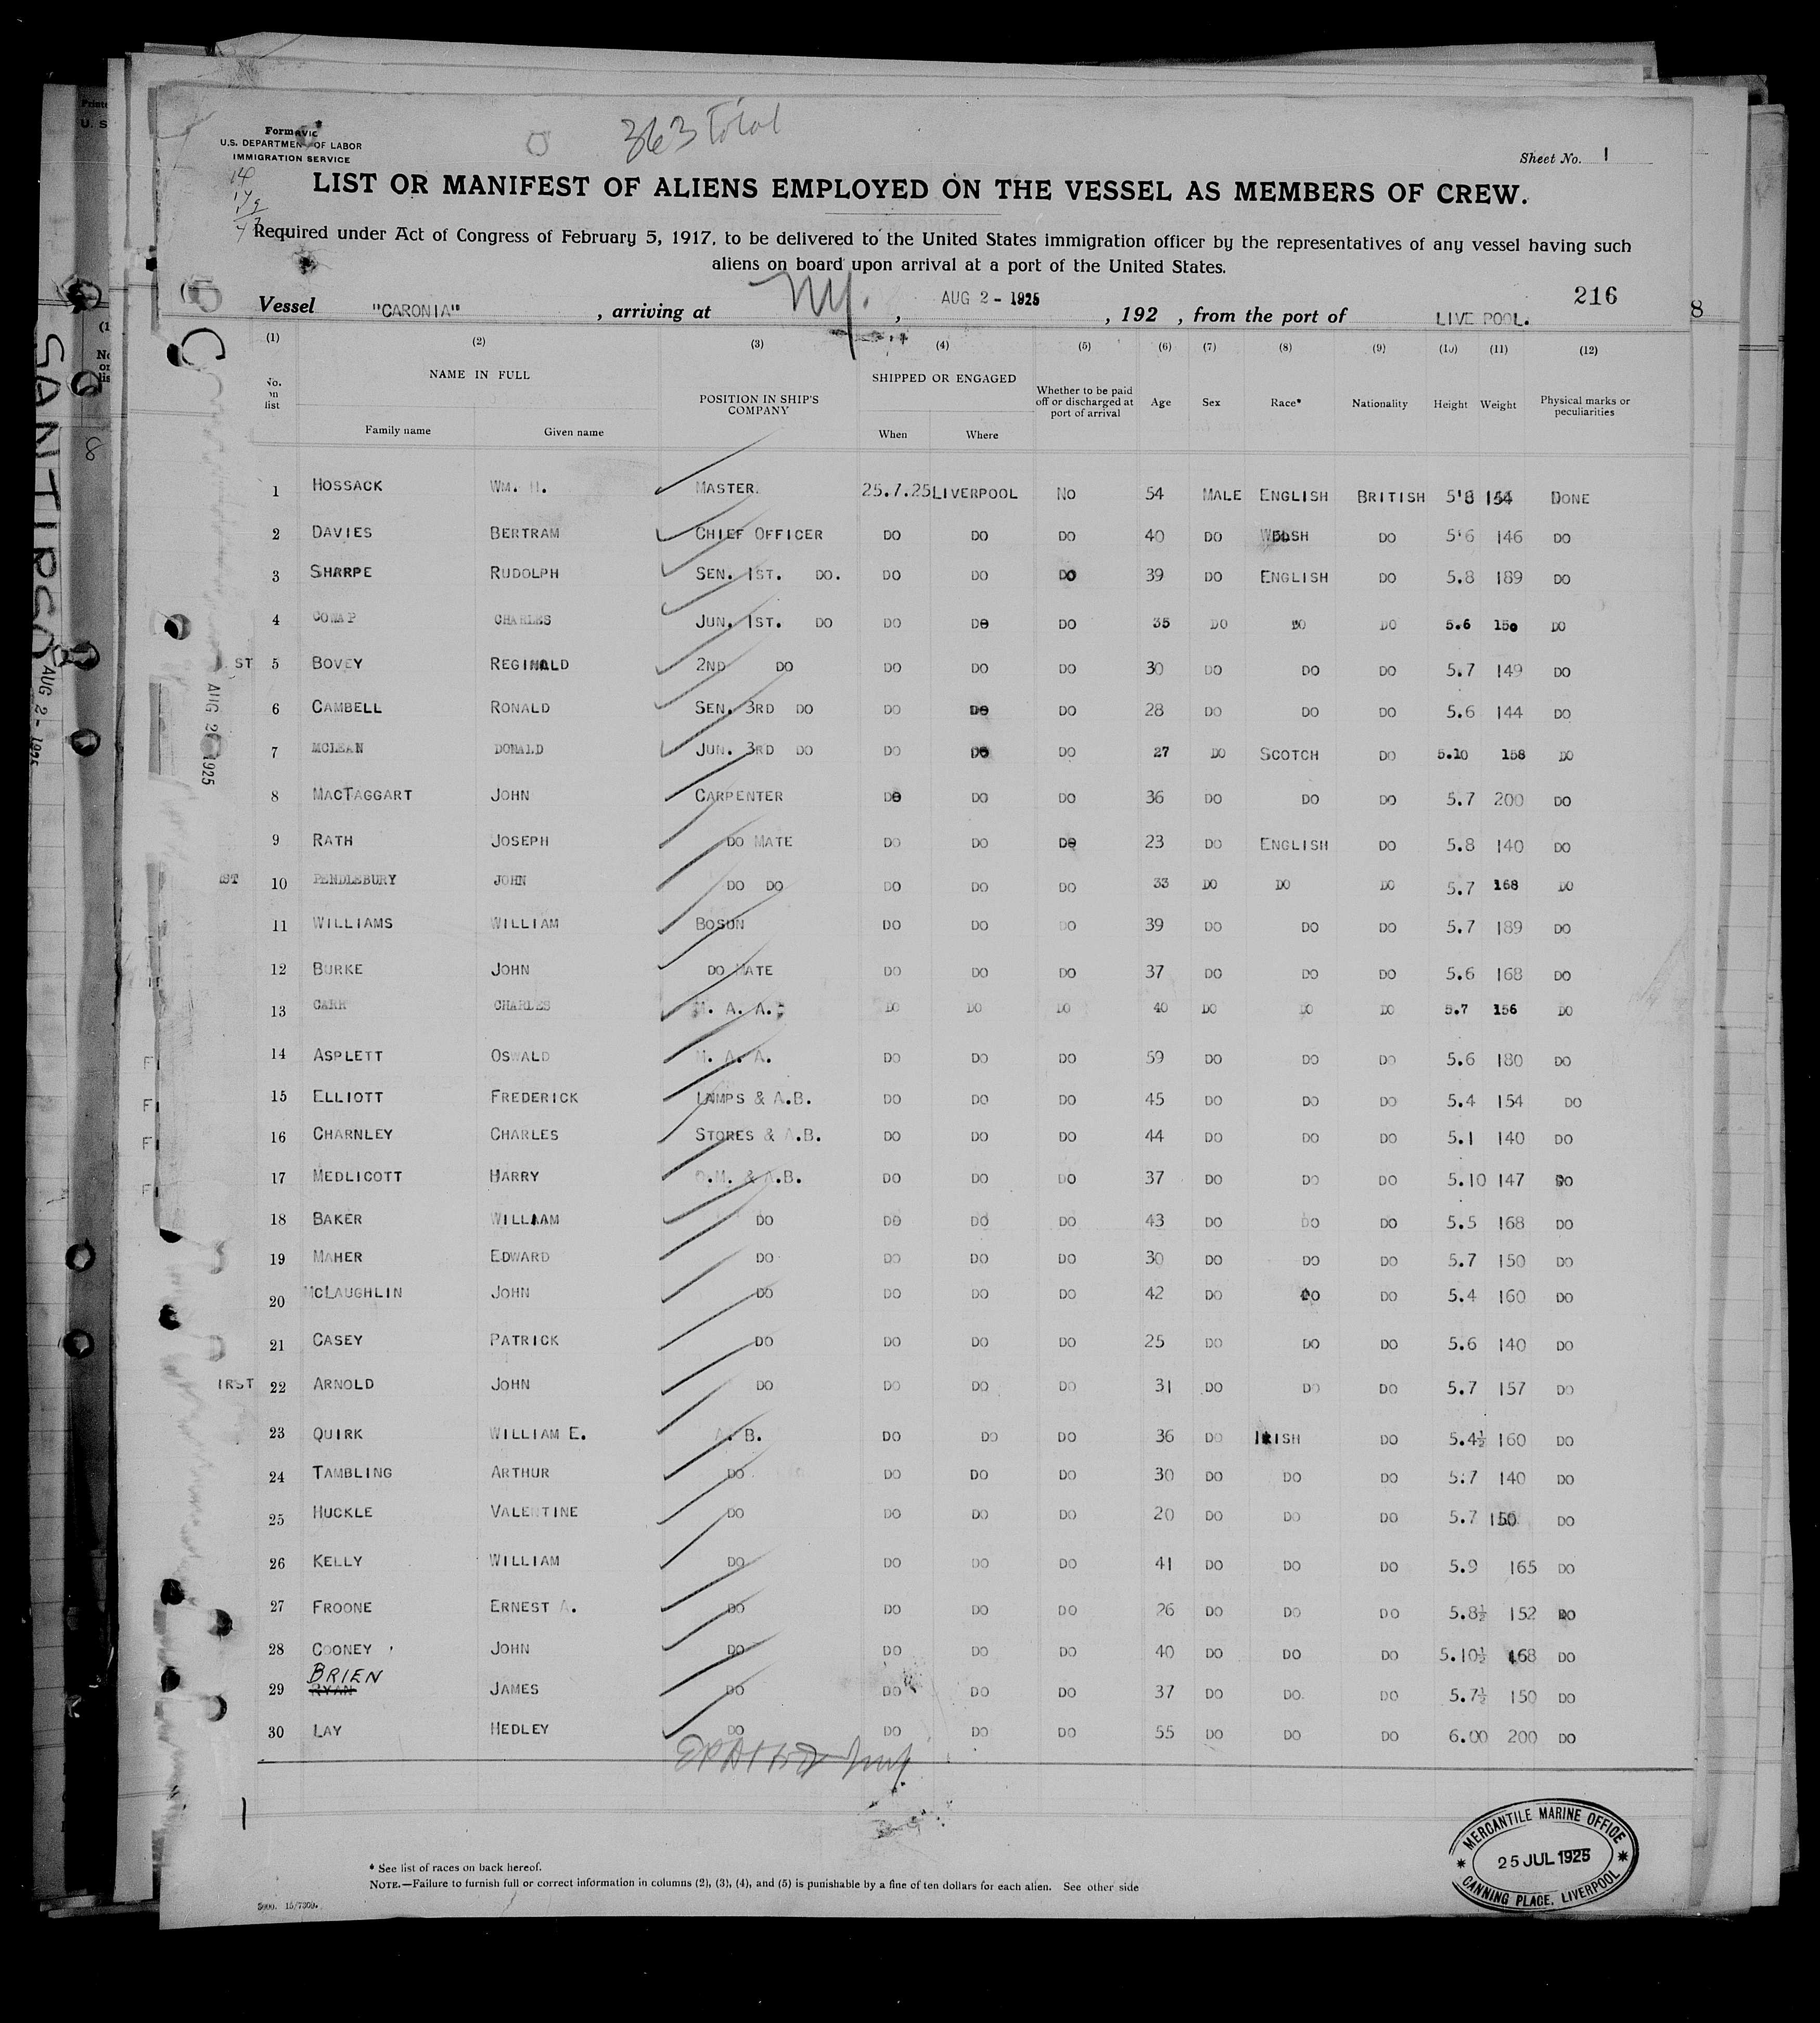 363 Total
Form
U.S. DEPARTMENT OF LABOR
IMMIGRATION SERVICE
Sheet No. 1
LIST OR MANIFEST OF ALIENS EMPLOYED ON THE VESSEL AS MEMBERS OF CREW.
Required under Act of Congress of February 5, 1917, to be delivered to the United States immigration officer by the representatives of any vessel having such
aliens on board upon arrival at a port of the United States.
216
Vessel "CARONIA", arriving at N.Y., AUG 2 - 1925, 192 , from the port of LIVE POOL.
8
(1) (2) (3) (4) (5) (6) (7) (8) (9) (10) (11) (12)
No. on list NAME IN FULL Family name Given name POSITION IN SHIP'S COMPANY SHIPPED OR ENGAGED When Where Whether to be paid off or discharged at port of arrival Age Sex Race* Nationality Height Weight Physical marks or peculiarities
1 HOSSACK WM. H. MASTER. 25.7.25 LIVERPOOL NO 54 MALE ENGLISH BRITISH 5'8 154 DONE
2 DAVIES BERTRAM CHIEF OFFICER DO DO DO 40 DO WELSH DO 5'6 146 DO
3 SHARPE RUDOLPH SEN. 1ST. DO. DO DO DO 39 DO ENGLISH DO 5.8 189 DO
4 CHARLES JUN. 1ST. DO DO DO DO 35 DO DO DO 5.6 150 DO
ST 5 BOVEY REGINALD 2ND DO DO DO DO 30 DO DO DO 5.7 149 DO
6 CAMBELL RONALD SEN. 3RD DO DO DO DO 28 DO DO DO 5.6 144 DO
7 MCLEAN DONALD JUN. 3RD DO DO DO DO 27 DO SCOTCH DO 5.10 158 DO
8 MACTAGGART JOHN CARPENTER DO DO DO 36 DO DO DO 5.7 200 DO
9 RATH JOSEPH DO MATE DO DO DO 23 DO ENGLISH DO 5.8 140 DO
ST 10 PENDLEBURY JOHN DO DO DO DO DO 33 DO DO DO 5.7 168 DO
11 WILLIAMS WILLIAM BOSUN DO DO DO 39 DO DO DO 5.7 189 DO
12 BURKE JOHN DO MATE DO DO DO 37 DO DO DO 5.6 168 DO
13 CARR CHARLES M. A. A. DO DO DO 40 DO DO DO 5.7 156 DO
14 ASPLETT OSWALD M. A. A. DO DO DO 59 DO DO DO 5.6 180 DO
15 ELLIOTT FREDERICK LAMPS & A.B. DO DO DO 45 DO DO DO 5.4 154 DO
16 CHARNLEY CHARLES STORES & A.B. DO DO DO 44 DO DO DO 5.1 140 DO
17 MEDLICOTT HARRY Q.M. & A.B. DO DO DO 37 DO DO DO 5.10 147 DO
18 BAKER WILLAAM DO DO DO DO 43 DO DO DO 5.5 168 DO
19 MAHER EDWARD DO DO DO DO 30 DO DO DO 5.7 150 DO
20 MCLAUGHLIN JOHN DO DO DO DO 42 DO DO DO 5.4 160 DO
21 CASEY PATRICK DO DO DO DO 25 DO DO DO 5.6 140 DO
IRST 22 ARNOLD JOHN DO DO DO DO 31 DO DO DO 5.7 157 DO
23 QUIRK WILLIAM E. A. B. DO DO DO 36 DO IRISH DO 5.4½ 160 DO
24 TAMBLING ARTHUR DO DO DO DO 30 DO DO DO 5.7 140 DO
25 HUCKLE VALENTINE DO DO DO DO 20 DO DO DO 5.7 150 DO
26 KELLY WILLIAM DO DO DO DO 41 DO DO DO 5.9 165 DO
27 FROONE ERNEST A. DO DO DO DO 26 DO DO DO 5.8½ 152 DO
28 COONEY JOHN DO DO DO DO 40 DO DO DO 5.10½ 168 DO
BRIEN
29 RYAN JAMES DO DO DO DO 37 DO DO DO 5.7½ 150 DO
30 LAY HEDLEY DO DO DO DO 55 DO DO DO 6.00 200 DO
* See list of races on back hereof.
NOTE.—Failure to furnish full or correct information in columns (2), (3), (4), and (5) is punishable by a fine of ten dollars for each alien. See other side
MERCANTILE MARINE OFFICE
25 JUL 1925
CANNING PLACE, LIVERPOOL
AUG 2 1925
AUG 2 - 1925